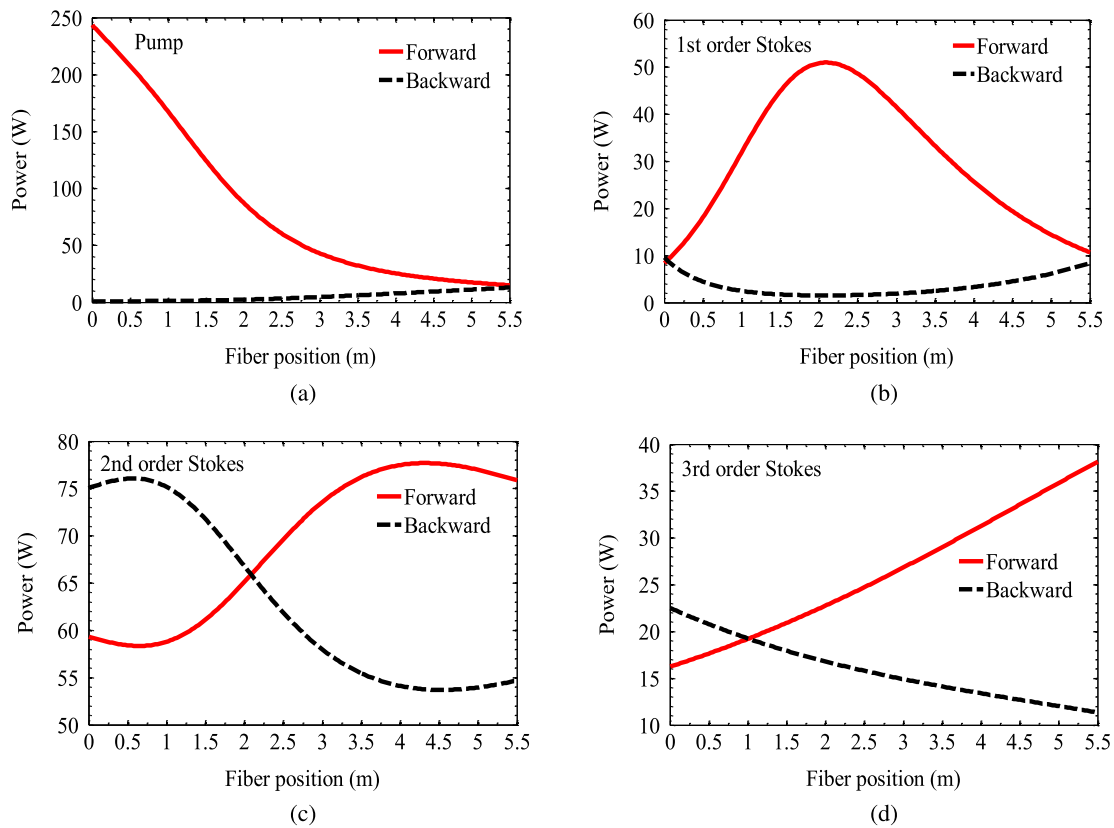 Pump
Forward
Backward
250
200
150
100
50
0
Power (W)
0 0.5 1 1.5 2 2.5 3 3.5 4 4.5 5 5.5
Fiber position (m)
(a)
1st order Stokes
Forward
Backward
60
50
40
30
20
10
0
Power (W)
0 0.5 1 1.5 2 2.5 3 3.5 4 4.5 5 5.5
Fiber position (m)
(b)
2nd order Stokes
Forward
Backward
80
75
70
65
60
55
50
Power (W)
0 0.5 1 1.5 2 2.5 3 3.5 4 4.5 5 5.5
Fiber position (m)
(c)
3rd order Stokes
Forward
Backward
40
35
30
25
20
15
10
Power (W)
0 0.5 1 1.5 2 2.5 3 3.5 4 4.5 5 5.5
Fiber position (m)
(d)